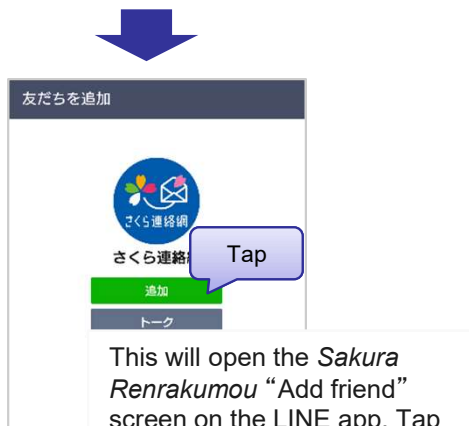 友だちを追加
さくら連絡網
さくら連絡
Tap
追加
トーク
This will open the Sakura
Renrakumou “Add friend”
screen on the LINE app. Tap